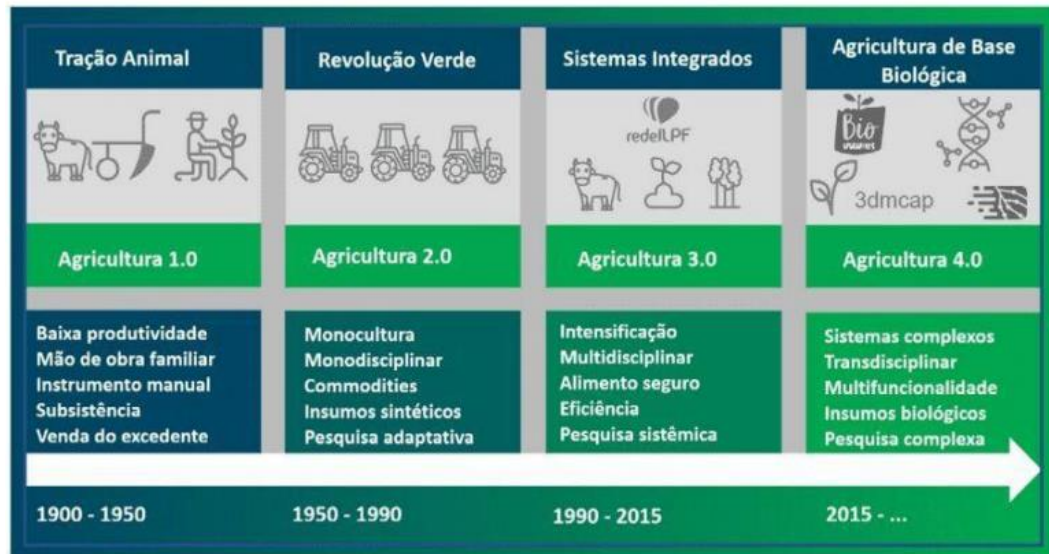 Tração Animal
Revolução Verde
Sistemas Integrados
Agricultura de Base
Biológica
redeILPF
Bio
3dmcap
Agricultura 1.0
Agricultura 2.0
Agricultura 3.0
Agricultura 4.0
Baixa produtividade
Mão de obra familiar
Instrumento manual
Subsistência
Venda do excedente
Monocultura
Monodisciplinar
Commodities
Insumos sintéticos
Pesquisa adaptativa
Intensificação
Multidisciplinar
Alimento seguro
Eficiência
Pesquisa sistêmica
Sistemas complexos
Transdisciplinar
Multifuncionalidade
Insumos biológicos
Pesquisa complexa
1900 - 1950
1950 - 1990
1990 - 2015
2015 - ...